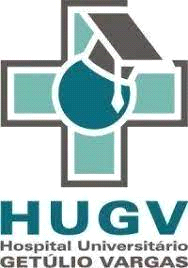 HUGV
Hospital Universitário
GETÚLIO VARGAS